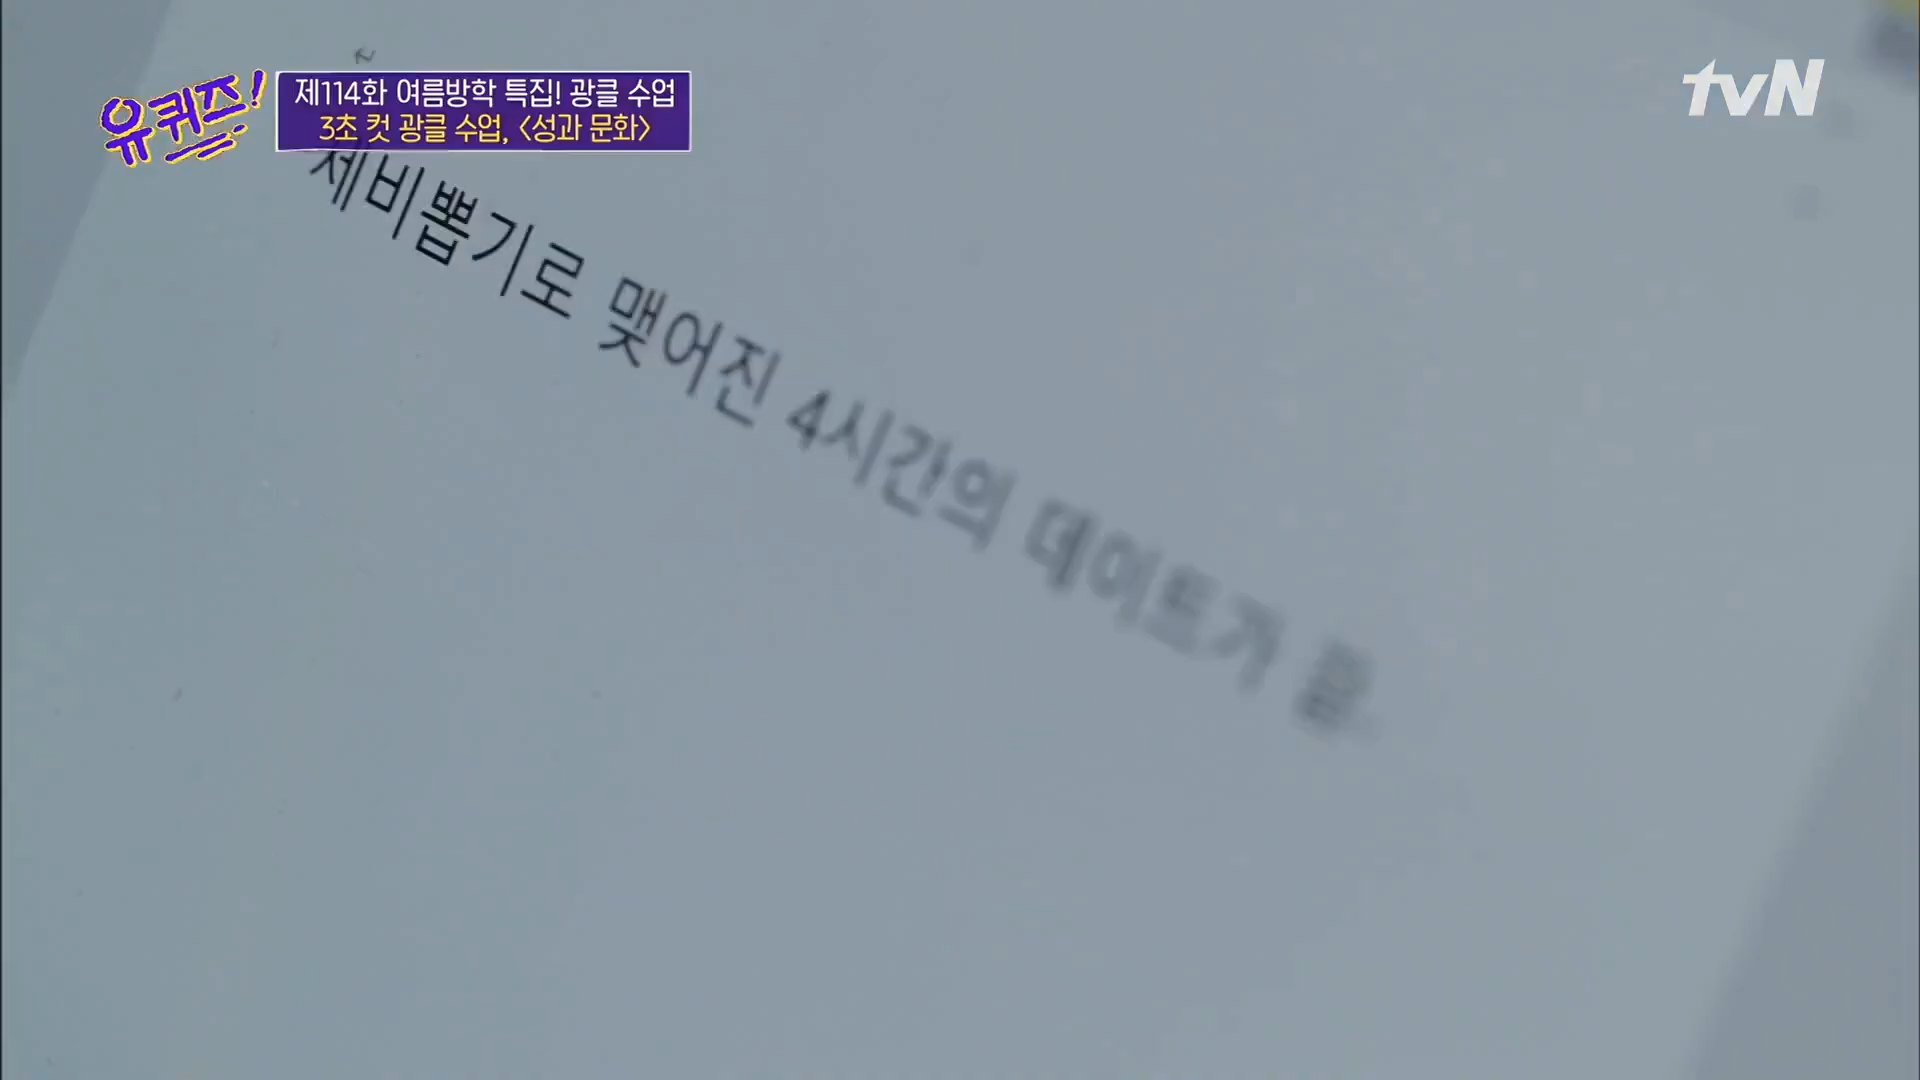 유퀴즈!
제114화 여름방학 특집! 광클 수업
3초 컷 광클 수업, <성과 문화>
tvN
제비뽑기로 맺어진 4시간의 데이트가